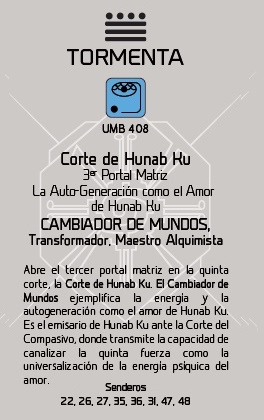 TORMENTA
UMB 408
Corte de Hunab Ku
3er Portal Matriz
La Auto-Generación como el Amor
de Hunab Ku
CAMBIADOR DE MUNDOS,
Transformador, Maestro Alquimista
Abre el tercer portal matriz en la quinta
corte, la Corte de Hunab Ku. El Cambiador de
Mundos ejemplifica la energía y la
autogeneración como el amor de Hunab Ku.
Es el emisario de Hunab Ku ante la Corte del
Compasivo, donde transmite la capacidad de
canalizar la quinta fuerza como la
universalización de la energía psíquica del
amor.
Senderos
22, 26, 27, 35, 36, 31, 47, 48